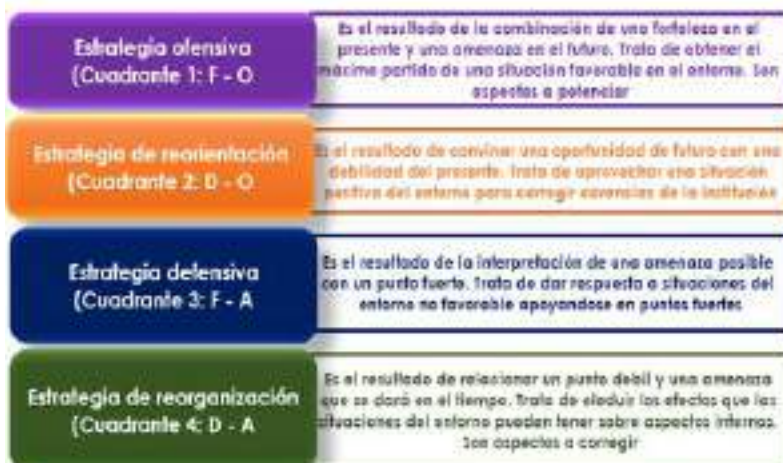 Estrategia ofensiva
(Cuadrante 1: F - O
Es el resultado de la combinación de una fortaleza en el
presente y una amenaza en el futuro. Trata de obtener el
máximo partido de una situación favorable en el entorno. Son
aspectos a potenciar
Estrategia de reorientación
(Cuadrante 2: D - O
Es el resultado de convinar una oportunidad de futuro con una
debilidad del presente. Trata de aprovechar una situación
positiva del entorno para corregir carencias de la institución
Estrategia defensiva
(Cuadrante 3: F - A
Es el resultado de la interpretación de una amenaza posible
con un punto fuerte. Trata de dar respuesta a situaciones del
entorno no favorable apoyandose en puntos fuertes
Estrategia de reorganización
(Cuadrante 4: D - A
Es el resultado de relacionar un punto debil y una amenaza
que se dará en el tiempo. Trata de eludir los efectos que las
situaciones del entorno pueden tener sobre aspectos internos.
Son aspectos a corregir